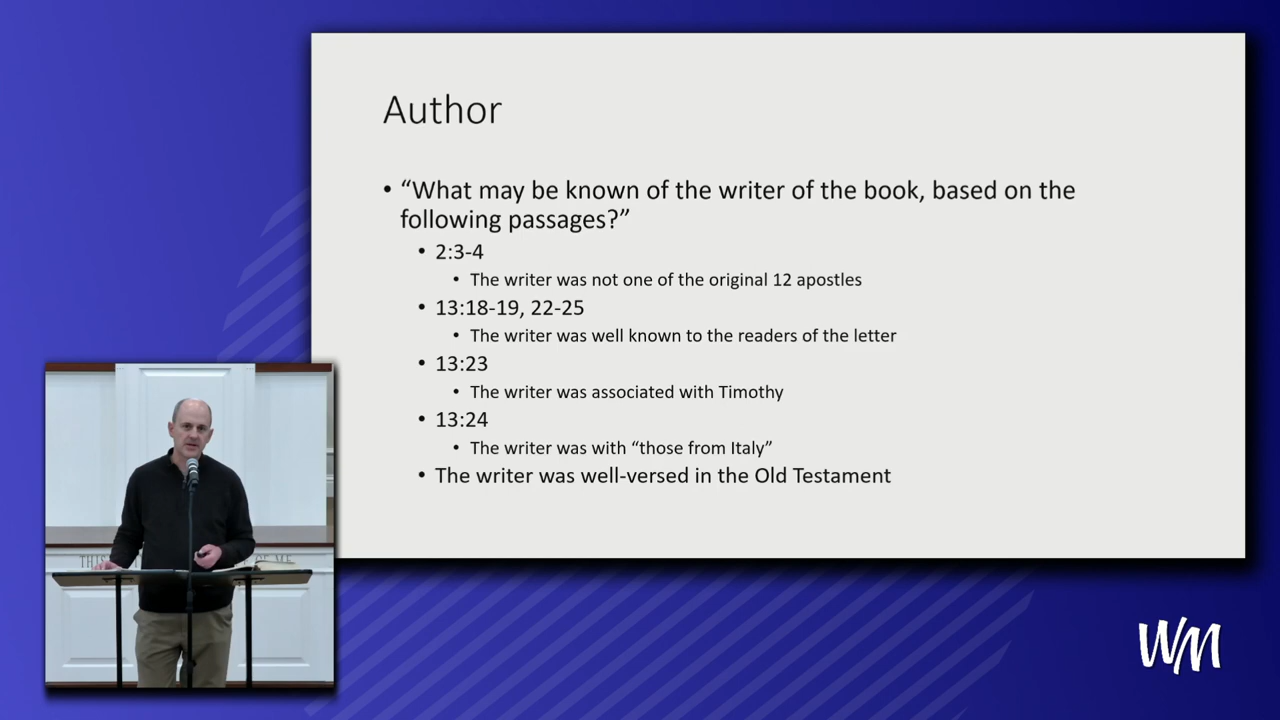 Author
• “What may be known of the writer of the book, based on the
following passages?”
• 2:3-4
• The writer was not one of the original 12 apostles
• 13:18-19, 22-25
• The writer was well known to the readers of the letter
• 13:23
• The writer was associated with Timothy
• 13:24
• The writer was with “those from Italy”
• The writer was well-versed in the Old Testament
THIS OF ME
WM